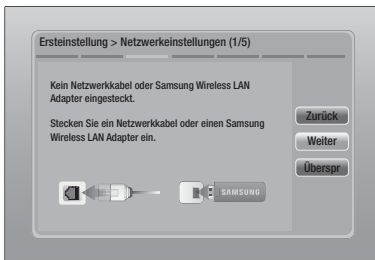 Ersteinstellung > Netzwerkeinstellungen (1/5)
Kein Netzwerkkabel oder Samsung Wireless LAN
Adapter eingesteckt.
Stecken Sie ein Netzwerkkabel oder einen Samsung
Wireless LAN Adapter ein.
Zurück
Weiter
Überspr
SAMSUNG